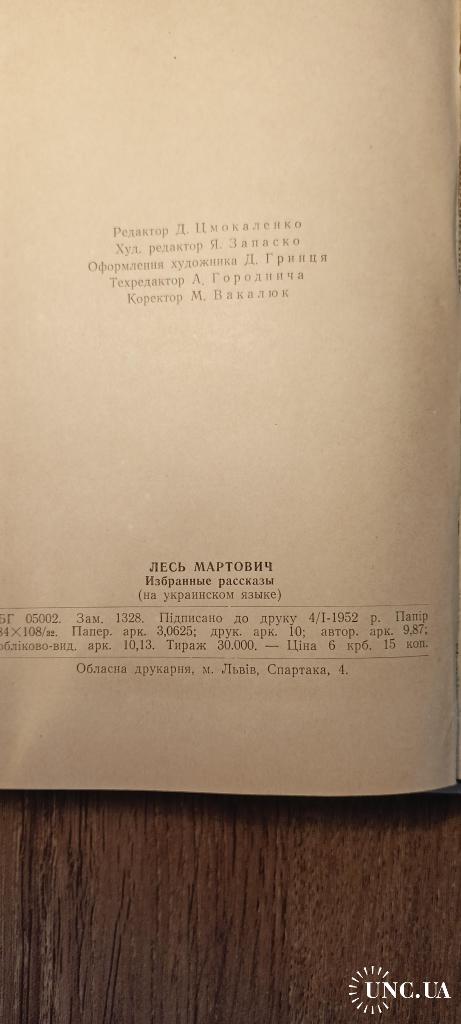 Редактор Д. Цмокаленко
Худ. редактор Я. Запаско
Оформлення художника Д. Гринця
Техредактор А. Городнича
Коректор М. Вакалюк
ЛЕСЬ МАРТОВИЧ
Избранные рассказы
(на украинском языке)
БГ 05002. Зам. 1328. Підписано до друку 4/I-1952 р. Папір
84×108/32. Папер. арк. 3,0625; друк. арк. 10; автор. арк. 9,87;
обліково-вид. арк. 10,13. Тираж 30.000. — Ціна 6 крб. 15 коп.
Обласна друкарня, м. Львів, Спартака, 4.
UNC.UA